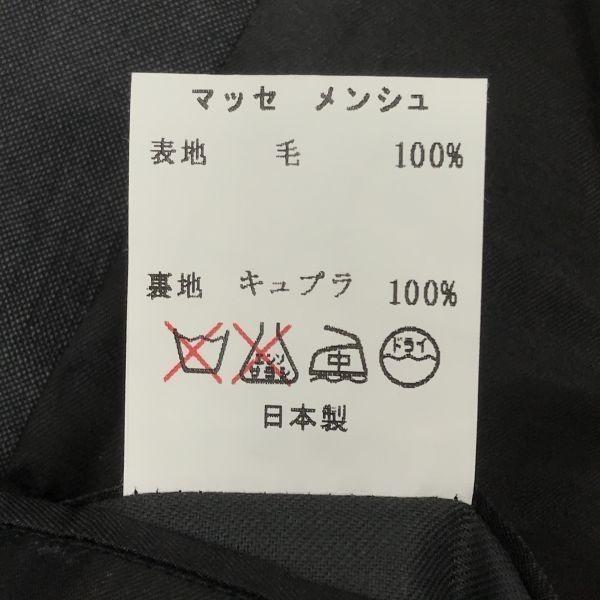 マッセ メンシュ
表地 毛 100%
裏地 キュプラ 100%
エンソ
サラシ
中
ドライ
日本製